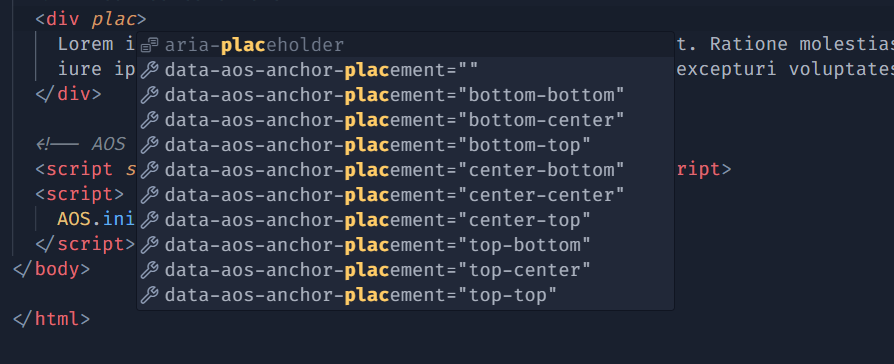 <div plac>
Lorem i t. Ratione molestias
iure ip excepturi voluptates
</div>
<!-- AOS
<script s ript>
<script>
AOS.ini
</script>
</body>
</html>
aria-placeholder
data-aos-anchor-placement=""
data-aos-anchor-placement="bottom-bottom"
data-aos-anchor-placement="bottom-center"
data-aos-anchor-placement="bottom-top"
data-aos-anchor-placement="center-bottom"
data-aos-anchor-placement="center-center"
data-aos-anchor-placement="center-top"
data-aos-anchor-placement="top-bottom"
data-aos-anchor-placement="top-center"
data-aos-anchor-placement="top-top"